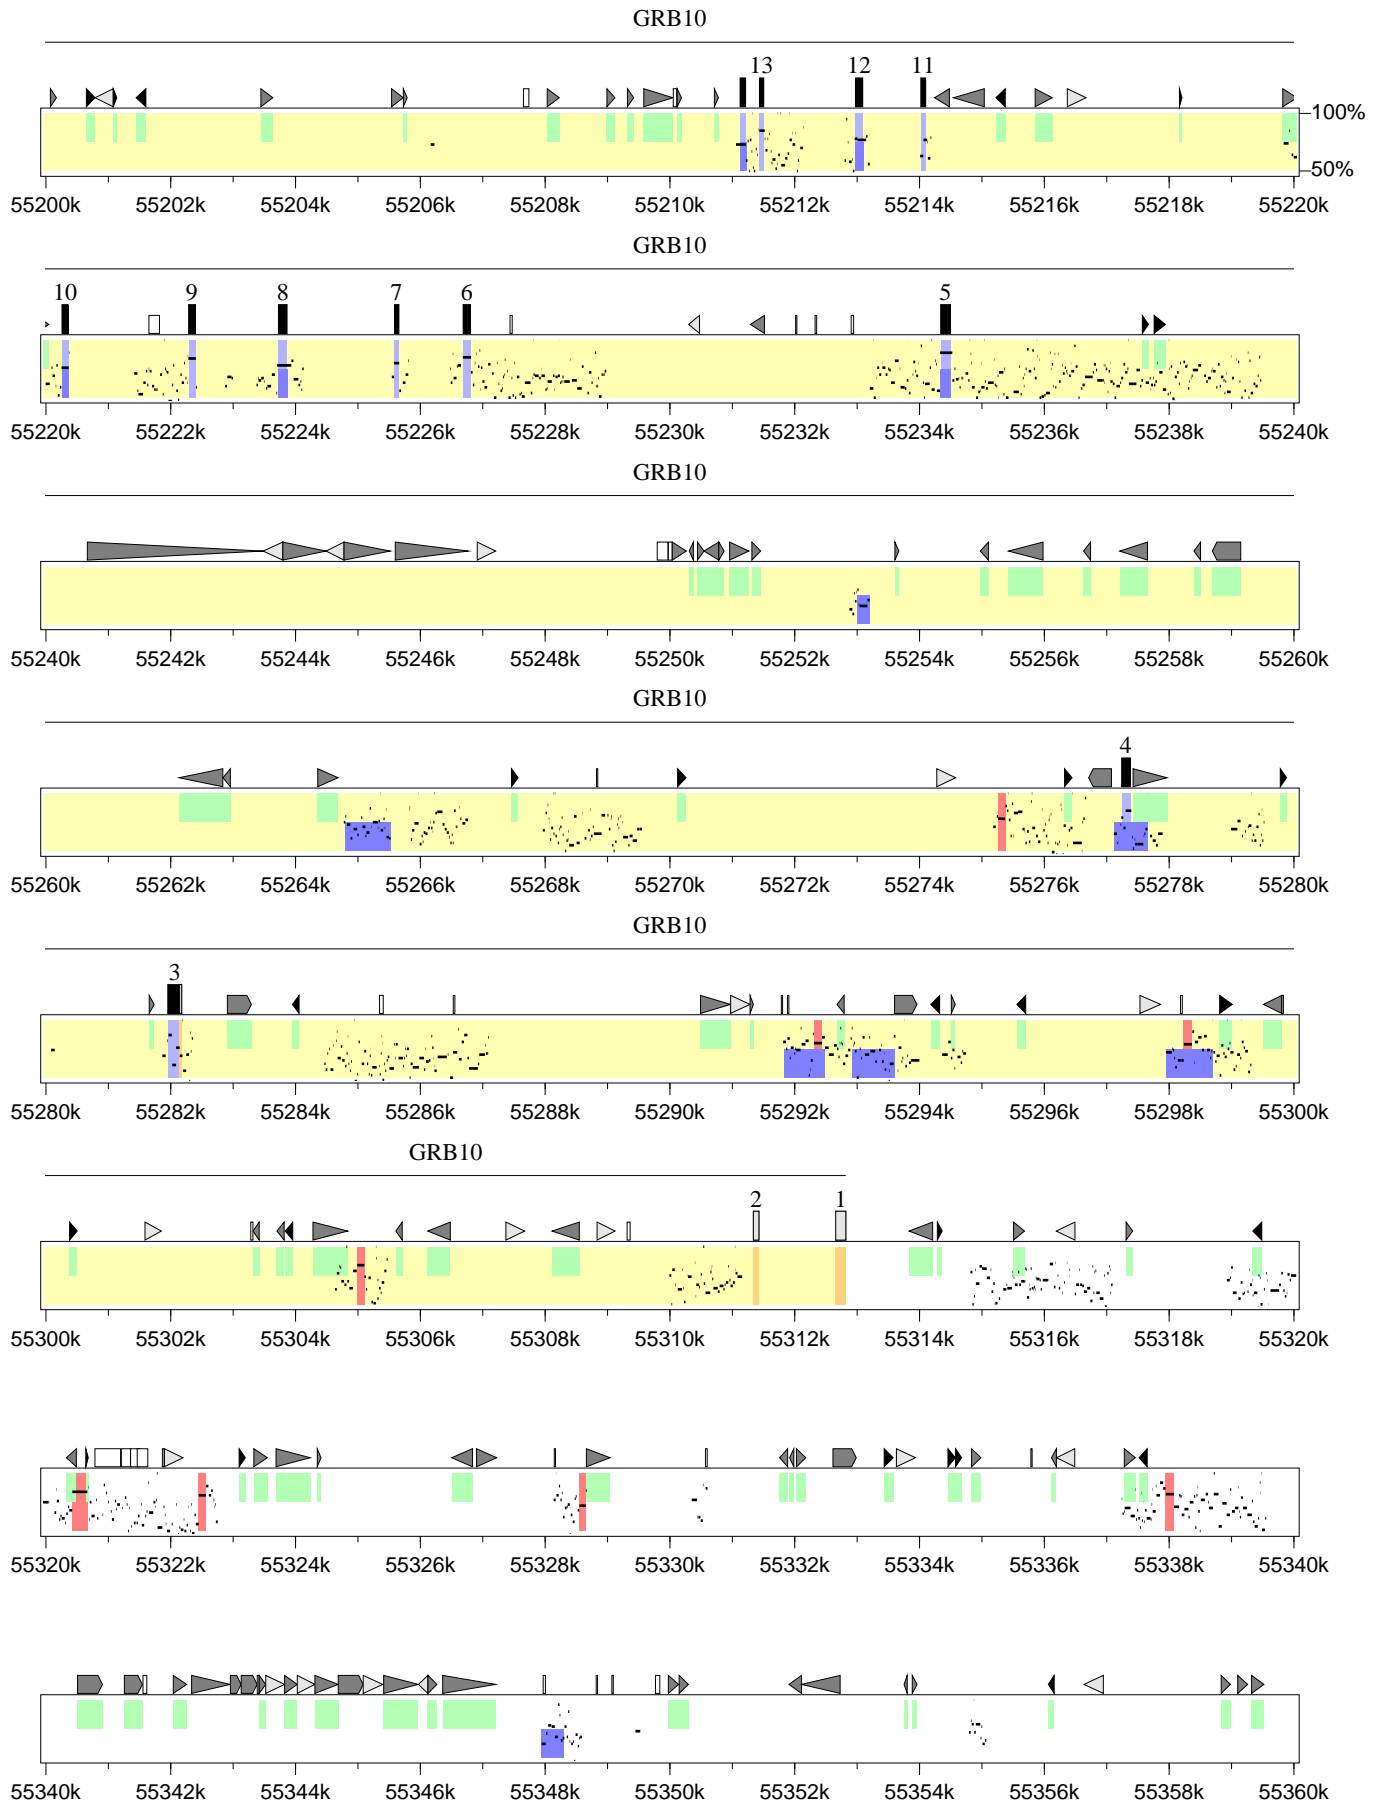 GRB10
13 12 11
100%
50%
55200k 55202k 55204k 55206k 55208k 55210k 55212k 55214k 55216k 55218k 55220k
GRB10
10 9 8 7 6 5
55220k 55222k 55224k 55226k 55228k 55230k 55232k 55234k 55236k 55238k 55240k
GRB10
55240k 55242k 55244k 55246k 55248k 55250k 55252k 55254k 55256k 55258k 55260k
GRB10
4
55260k 55262k 55264k 55266k 55268k 55270k 55272k 55274k 55276k 55278k 55280k
GRB10
3
55280k 55282k 55284k 55286k 55288k 55290k 55292k 55294k 55296k 55298k 55300k
GRB10
2 1
55300k 55302k 55304k 55306k 55308k 55310k 55312k 55314k 55316k 55318k 55320k
55320k 55322k 55324k 55326k 55328k 55330k 55332k 55334k 55336k 55338k 55340k
55340k 55342k 55344k 55346k 55348k 55350k 55352k 55354k 55356k 55358k 55360k